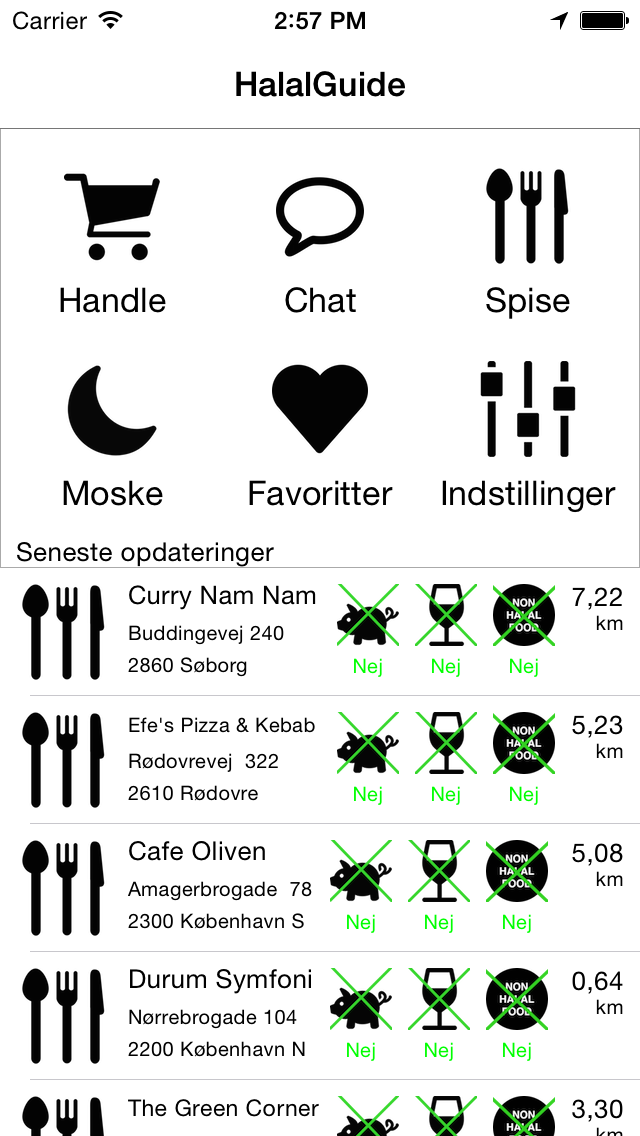 Carrier 2:57 PM
HalalGuide
Handle Chat Spise
Moske Favoritter Indstillinger
Seneste opdateringer
Curry Nam Nam NON HALAL FOOD 7,22
Buddingevej 240 km
2860 Søborg Nej Nej Nej
Efe's Pizza & Kebab NON HALAL FOOD 5,23
Rødovrevej 322 km
2610 Rødovre Nej Nej Nej
Cafe Oliven NON HALAL FOOD 5,08
Amagerbrogade 78 km
2300 København S Nej Nej Nej
Durum Symfoni NON HALAL FOOD 0,64
Nørrebrogade 104 km
2200 København N Nej Nej Nej
The Green Corner NON HALAL 3,30
km